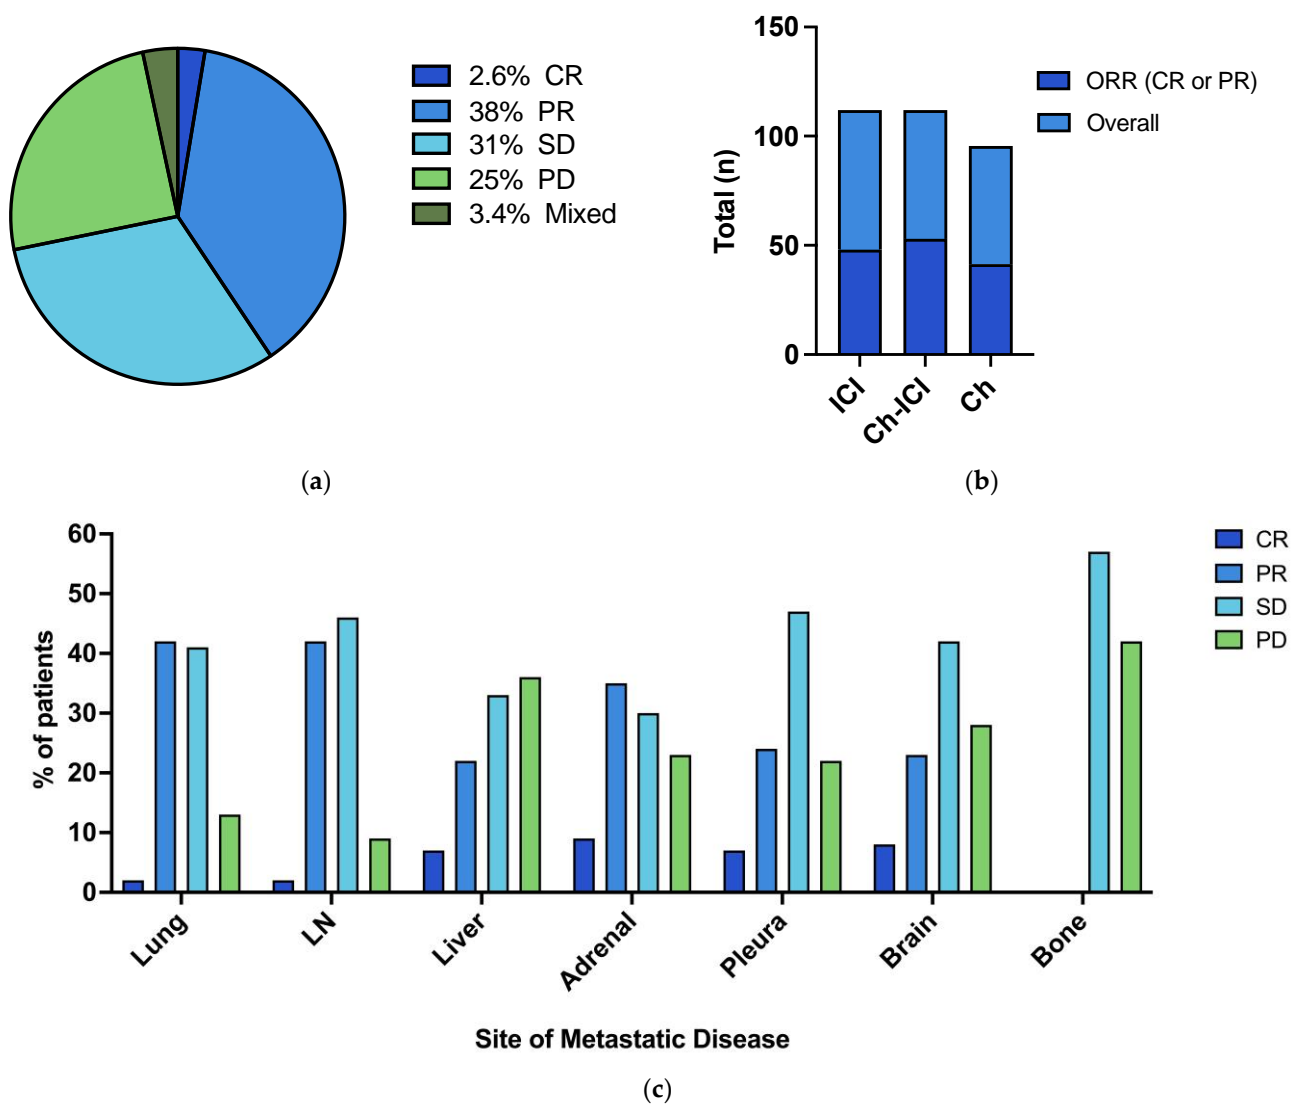 2.6% CR
38% PR
31% SD
25% PD
3.4% Mixed
(a)
150
100
50
0
Total (n)
ICI
Ch-ICI
Ch
ORR (CR or PR)
Overall
(b)
60
50
40
30
20
10
0
% of patients
Lung
LN
Liver
Adrenal
Pleura
Brain
Bone
Site of Metastatic Disease
CR
PR
SD
PD
(c)